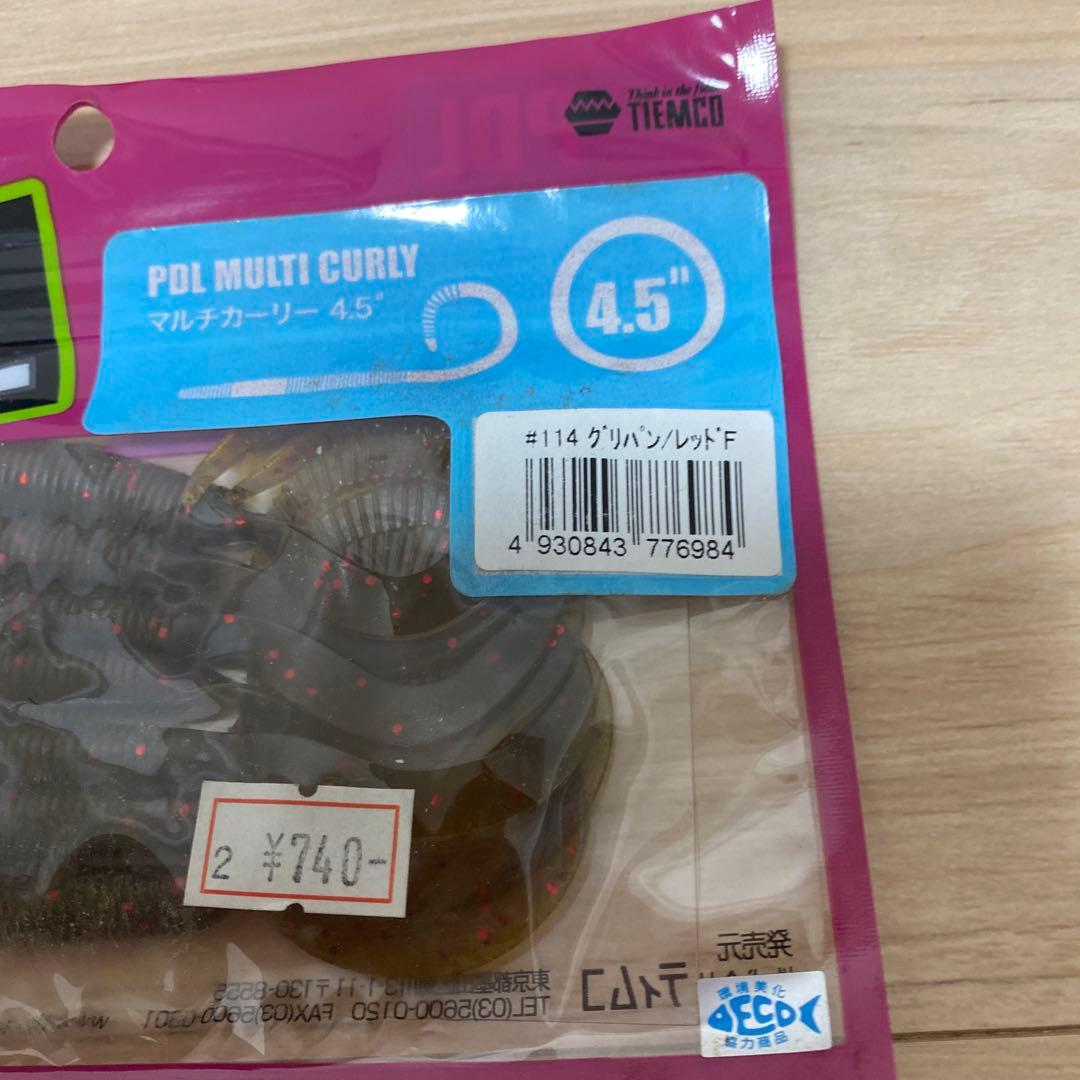 Think in the field
TIEMCO
PDL
PDL MULTI CURLY
マルチカーリー 4.5"
4.5"
#114 ｸﾞﾘﾊﾟﾝ/ﾚｯﾄﾞF
4 930843 776984
2 ¥740-
発売元
ティムコ
〒130-8555
TEL(03)5600-0120 FAX(03)5600-0301
環境美化
ECO
協力商品